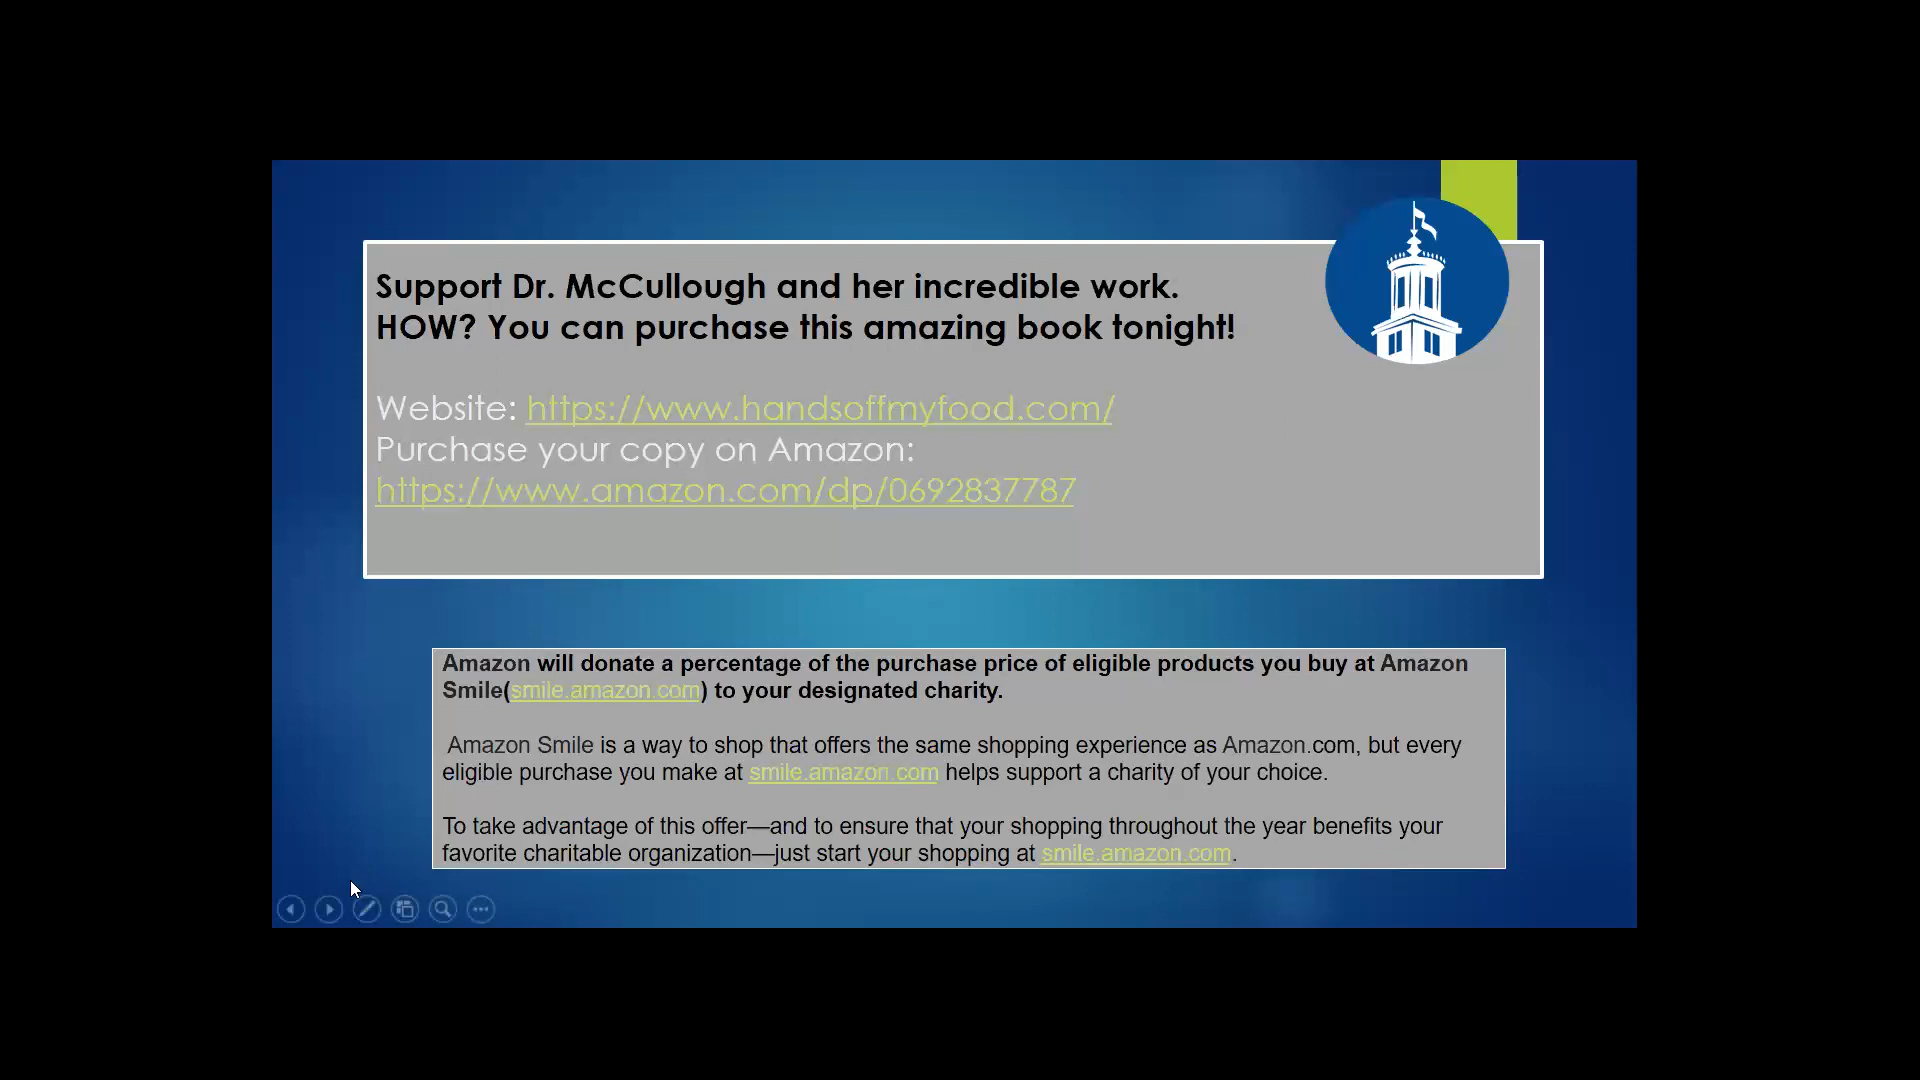 Support Dr. McCullough and her incredible work.
HOW? You can purchase this amazing book tonight!
Website: https://www.handsoffmyfood.com/
Purchase your copy on Amazon:
https://www.amazon.com/dp/0692837787
Amazon will donate a percentage of the purchase price of eligible products you buy at Amazon
Smile(smile.amazon.com) to your designated charity.
Amazon Smile is a way to shop that offers the same shopping experience as Amazon.com, but every
eligible purchase you make at smile.amazon.com helps support a charity of your choice.
To take advantage of this offer—and to ensure that your shopping throughout the year benefits your
favorite charitable organization—just start your shopping at smile.amazon.com.